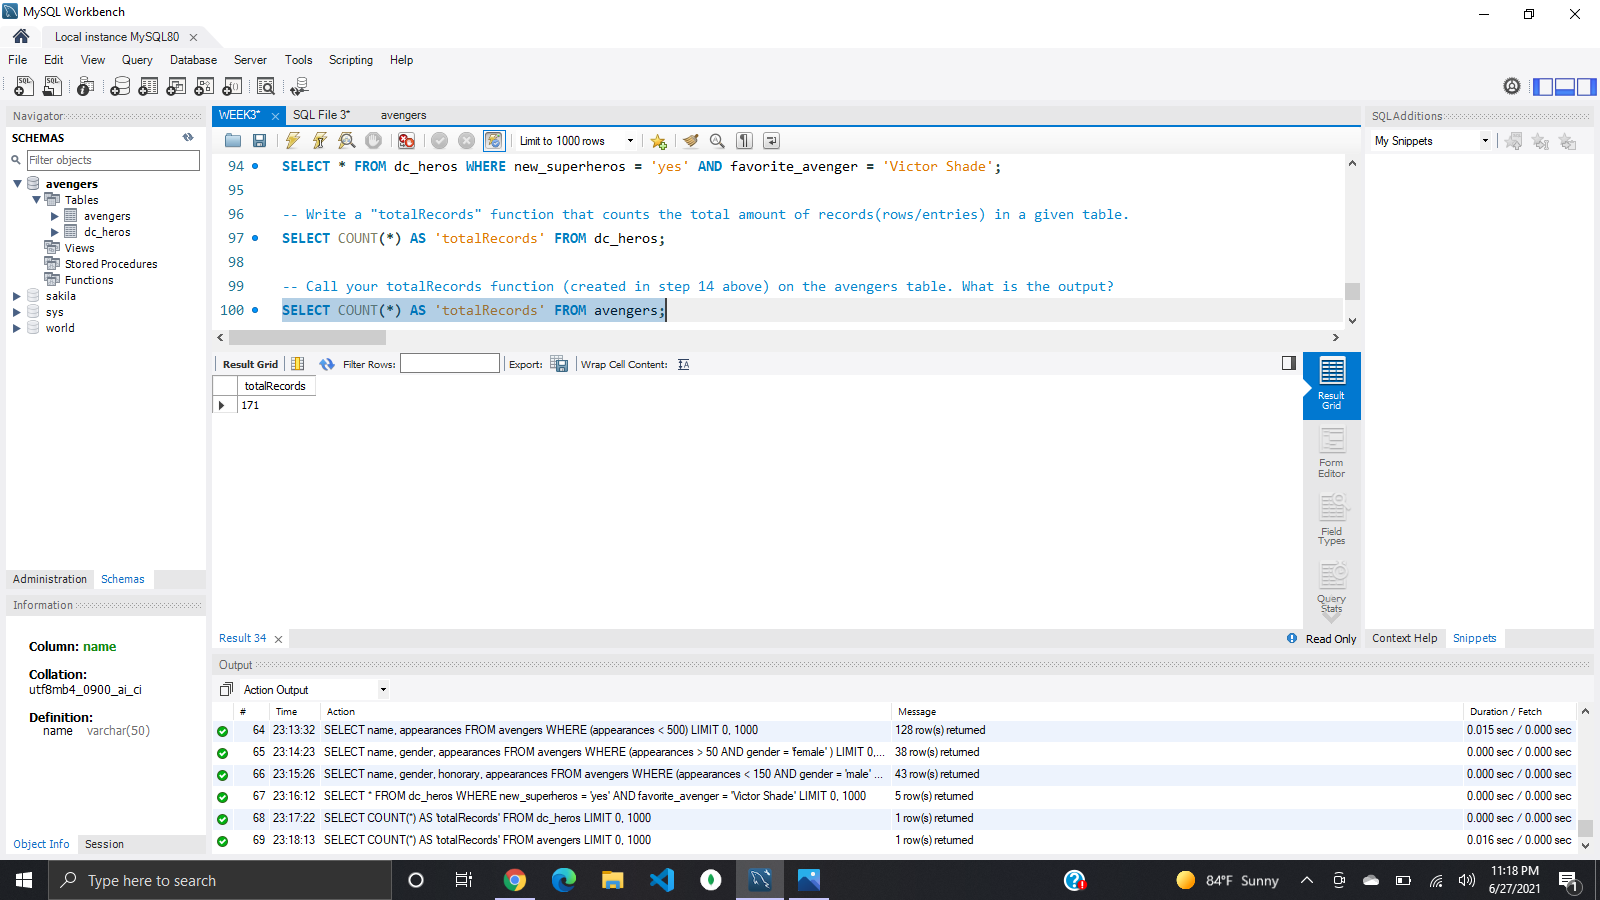 MySQL Workbench
Local instance MySQL80
File Edit View Query Database Server Tools Scripting Help
Navigator
SCHEMAS
Filter objects
avengers
Tables
avengers
dc_heros
Views
Stored Procedures
Functions
sakila
sys
world
Administration Schemas
Information
Column: name
Collation:
utf8mb4_0900_ai_ci
Definition:
name varchar(50)
Object Info Session
WEEK3* SQL File 3* avengers
Limit to 1000 rows
94 SELECT * FROM dc_heros WHERE new_superheros = 'yes' AND favorite_avenger = 'Victor Shade';
95
96 -- Write a "totalRecords" function that counts the total amount of records(rows/entries) in a given table.
97 SELECT COUNT(*) AS 'totalRecords' FROM dc_heros;
98
99 -- Call your totalRecords function (created in step 14 above) on the avengers table. What is the output?
100 SELECT COUNT(*) AS 'totalRecords' FROM avengers;
Result Grid Filter Rows: Export: Wrap Cell Content:
totalRecords
171
Result
Grid
Form
Editor
Field
Types
Query
Stats
Result 34
Read Only
SQLAdditions
My Snippets
Context Help Snippets
Output
Action Output
# Time Action Message Duration / Fetch
64 23:13:32 SELECT name, appearances FROM avengers WHERE (appearances < 500) LIMIT 0, 1000 128 row(s) returned 0.015 sec / 0.000 sec
65 23:14:23 SELECT name, gender, appearances FROM avengers WHERE (appearances > 50 AND gender = 'female' ) LIMIT 0,... 38 row(s) returned 0.000 sec / 0.000 sec
66 23:15:26 SELECT name, gender, honorary, appearances FROM avengers WHERE (appearances < 150 AND gender = 'male' ... 43 row(s) returned 0.000 sec / 0.000 sec
67 23:16:12 SELECT * FROM dc_heros WHERE new_superheros = 'yes' AND favorite_avenger = 'Victor Shade' LIMIT 0, 1000 5 row(s) returned 0.000 sec / 0.000 sec
68 23:17:22 SELECT COUNT(*) AS 'totalRecords' FROM dc_heros LIMIT 0, 1000 1 row(s) returned 0.000 sec / 0.000 sec
69 23:18:13 SELECT COUNT(*) AS 'totalRecords' FROM avengers LIMIT 0, 1000 1 row(s) returned 0.016 sec / 0.000 sec
Type here to search
84°F Sunny
11:18 PM
6/27/2021
1